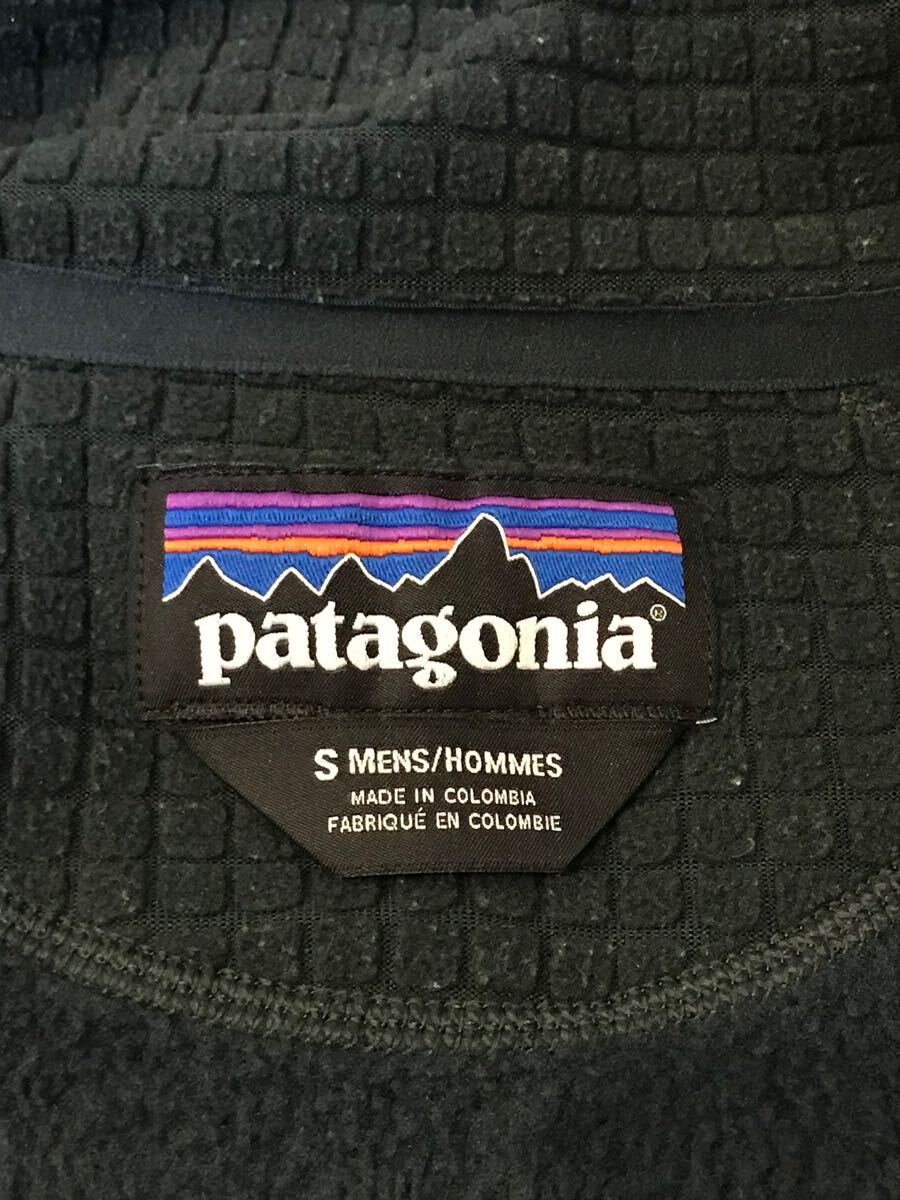 patagonia®
S MENS/HOMMES
MADE IN COLOMBIA
FABRIQUÉ EN COLOMBIE